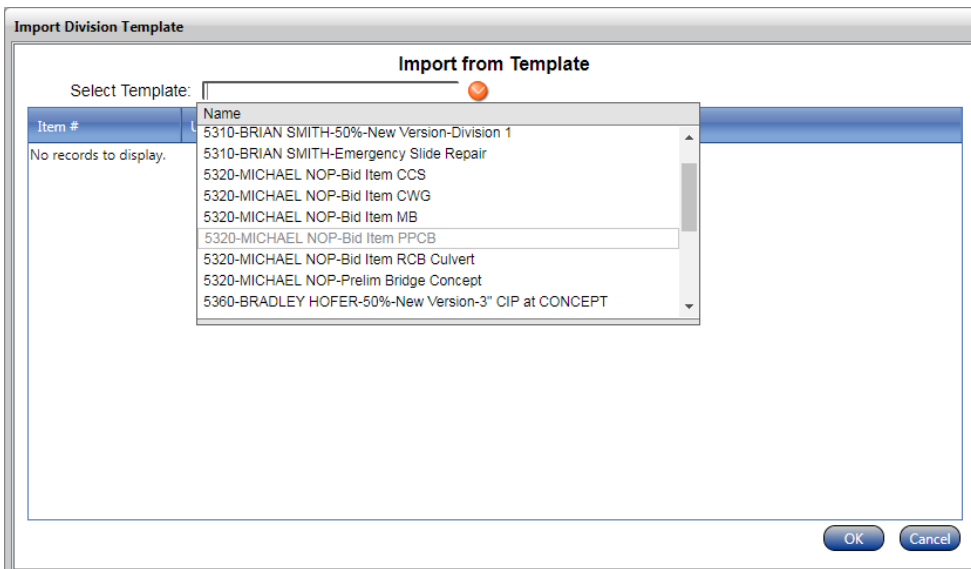 Import Division Template
Import from Template
Select Template:
Name
Item #
5310-BRIAN SMITH-50%-New Version-Division 1
No records to display.
5310-BRIAN SMITH-Emergency Slide Repair
5320-MICHAEL NOP-Bid Item CCS
5320-MICHAEL NOP-Bid Item CWG
5320-MICHAEL NOP-Bid Item MB
5320-MICHAEL NOP-Bid Item PPCB
5320-MICHAEL NOP-Bid Item RCB Culvert
5320-MICHAEL NOP-Prelim Bridge Concept
5360-BRADLEY HOFER-50%-New Version-3" CIP at CONCEPT
OK Cancel